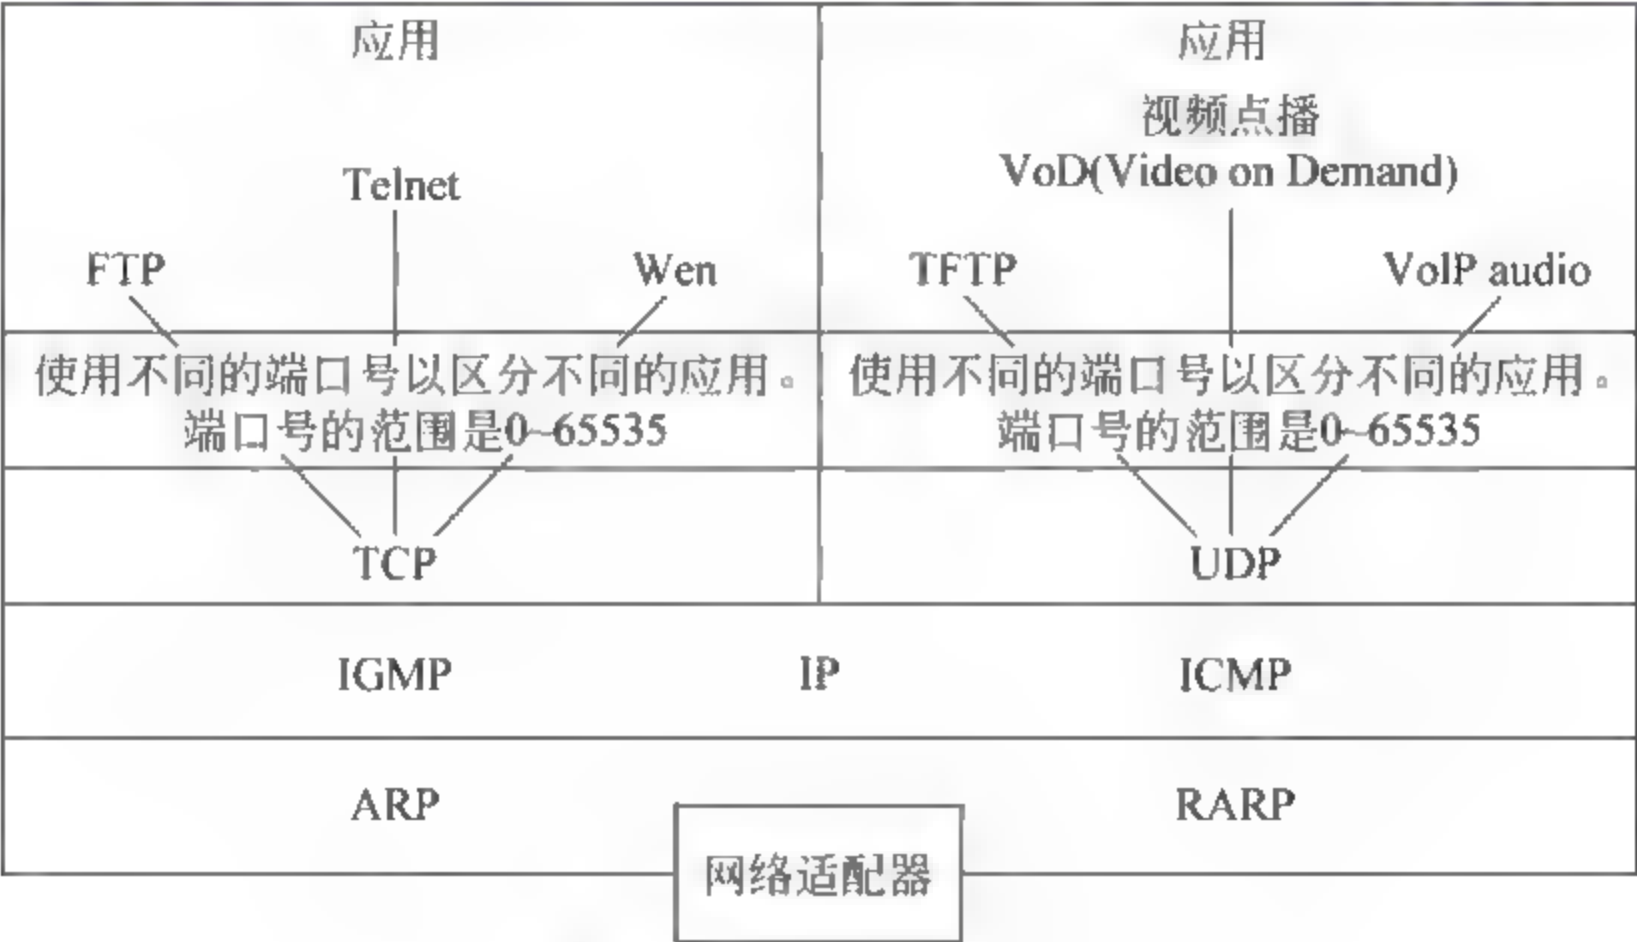 应用
Telnet
FTP
Wen
使用不同的端口号以区分不同的应用。
端口号的范围是0~65535
TCP
应用
视频点播
VoD(Video on Demand)
TFTP
VoIP audio
使用不同的端口号以区分不同的应用。
端口号的范围是0~65535
UDP
IGMP
IP
ICMP
ARP
RARP
网络适配器